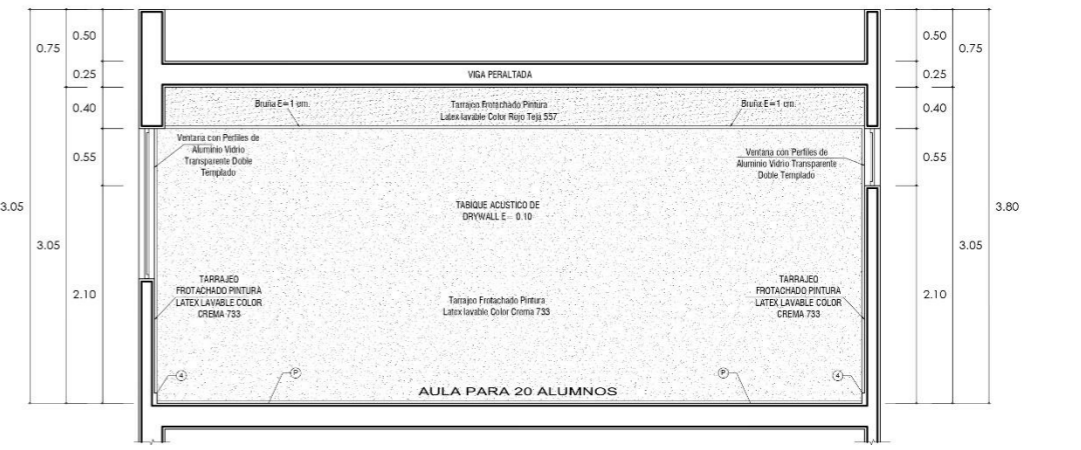 0.50
0.75
0.25
0.40
0.55
3.05
3.05
2.10
VIGA PERALTADA
Bruña E=1 cm.
Tarrajeo Frotachado Pintura
Latex lavable Color Rojo Teja 557
Bruña E=1 cm.
Ventana con Perfiles de
Aluminio Vidrio
Transparente Doble
Templado
Ventana con Perfiles de
Aluminio Vidrio Transparente
Doble Templado
TABIQUE ACUSTICO DE
DRYWALL E= 0.10
TARRAJEO
FROTACHADO PINTURA
LATEX LAVABLE COLOR
CREMA 733
Tarrajeo Frotachado Pintura
Latex lavable Color Crema 733
TARRAJEO
FROTACHADO PINTURA
LATEX LAVABLE COLOR
CREMA 733
4
P
P
4
AULA PARA 20 ALUMNOS
0.50
0.75
0.25
0.40
0.55
3.80
3.05
2.10